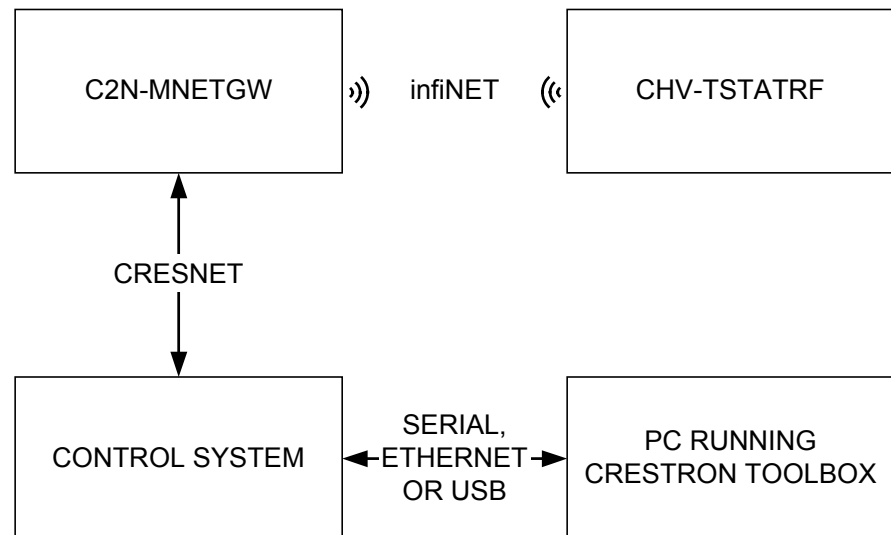 C2N-MNETGW
infiNET
CHV-TSTATRF
CRESNET
CONTROL SYSTEM
SERIAL,
ETHERNET
OR USB
PC RUNNING
CRESTRON TOOLBOX